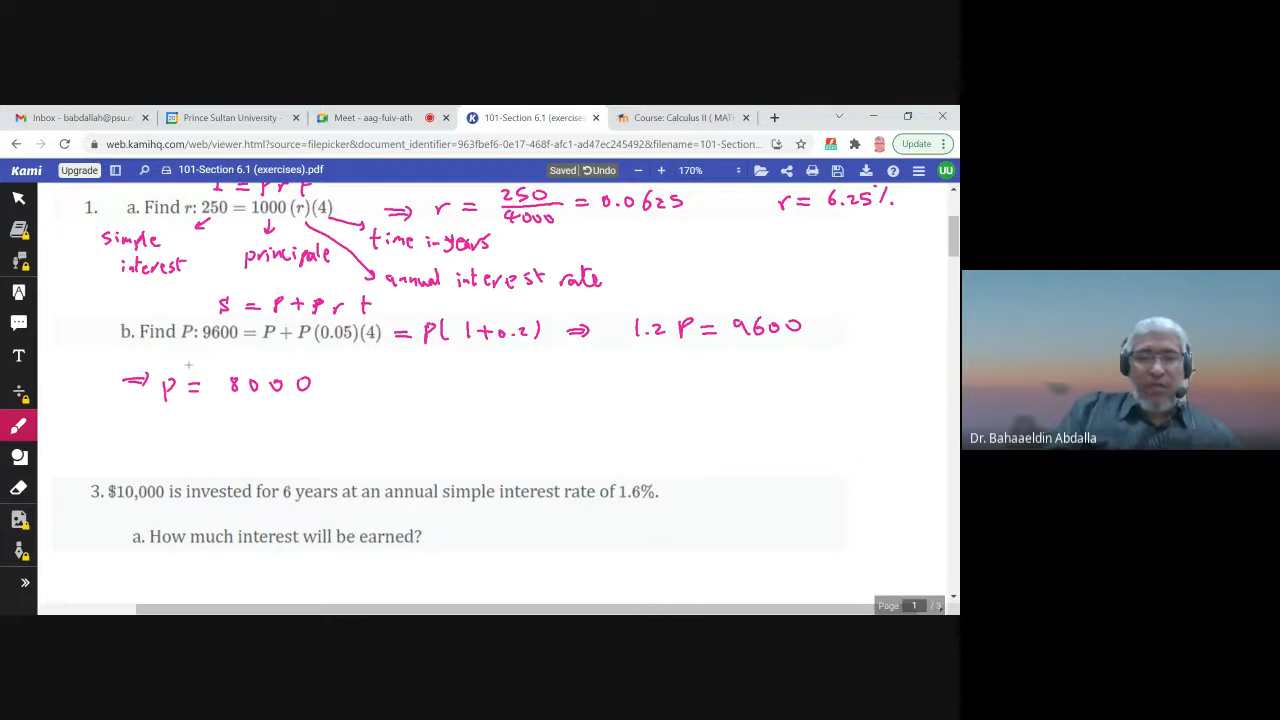 Inbox - babdallah@psu.e
Prince Sultan University -
Meet - aag-fuiv-ath
101-Section 6.1 (exercises).pdf
Course: Calculus II ( MAT
web.kamihq.com/web/viewer.html?source=filepicker&document_identifier=963fbef6-0e17-468f-afc1-ad47ec245492&filename=101-Section...
Update
Kami
Upgrade
101-Section 6.1 (exercises).pdf
Saved
Undo
170%
UU
I = P r t
1. a. Find r: 250 = 1000 (r)(4) ⇒ r = 250/4000 = 0.0625 r = 6.25%.
simple interest
principale
time in years
annual interest rate
S = P + P r t
b. Find P: 9600 = P + P (0.05)(4) = P( 1+0.2) ⇒ 1.2 P = 9600
⇒ P = 8000
3. $10,000 is invested for 6 years at an annual simple interest rate of 1.6%.
a. How much interest will be earned?
Page 1 / 3
Dr. Bahaaeldin Abdalla